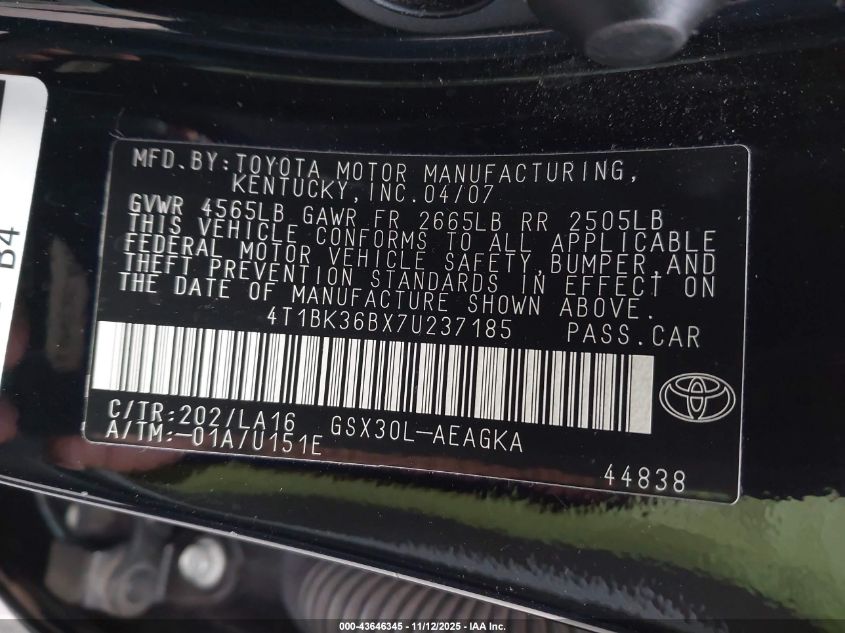 B4
MFD.BY:TOYOTA MOTOR MANUFACTURING,
KENTUCKY,INC.04/07
GVWR 4565LB GAWR FR 2665LB RR 2505LB
THIS VEHICLE CONFORMS TO ALL APPLICABLE
FEDERAL MOTOR VEHICLE SAFETY,BUMPER,AND
THEFT PREVENTION STANDARDS IN EFFECT ON
THE DATE OF MANUFACTURE SHOWN ABOVE.
4T1BK36BX7U237185 PASS.CAR
C/TR:202/LA16 GSX30L-AEAGKA
A/TM:-01A/U151E
44838
000-43646345 - 11/12/2025 - IAA Inc.